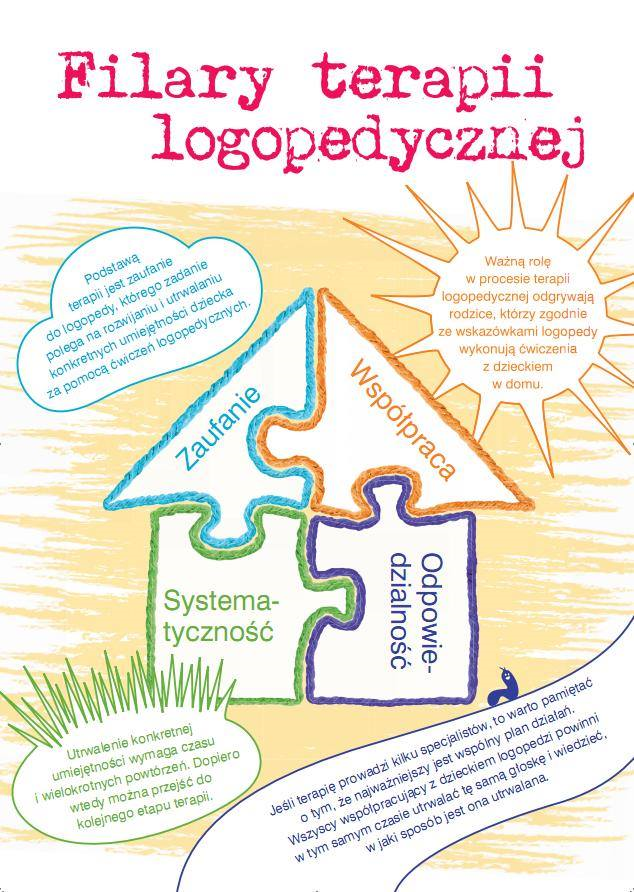 Filary terapii
logopedycznej
Podstawą
terapii jest zaufanie
do logopedy, którego zadanie
polega na rozwijaniu i utrwalaniu
konkretnych umiejętności dziecka
za pomocą ćwiczeń logopedycznych.
Ważną rolę
w procesie terapii
logopedycznej odgrywają
rodzice, którzy zgodnie
ze wskazówkami logopedy
wykonują ćwiczenia
z dzieckiem
w domu.
Zaufanie
Współpraca
Systema-
tyczność
Odpowie-
dzialność
Utrwalenie konkretnej
umiejętności wymaga czasu
i wielokrotnych powtórzeń. Dopiero
wtedy można przejść do
kolejnego etapu terapii.
Jeśli terapię prowadzi kilku specjalistów, to warto pamiętać
o tym, że najważniejszy jest wspólny plan działań.
Wszyscy współpracujący z dzieckiem logopedzi powinni
w tym samym czasie utrwalać tę samą głoskę i wiedzieć,
w jaki sposób jest ona utrwalana.